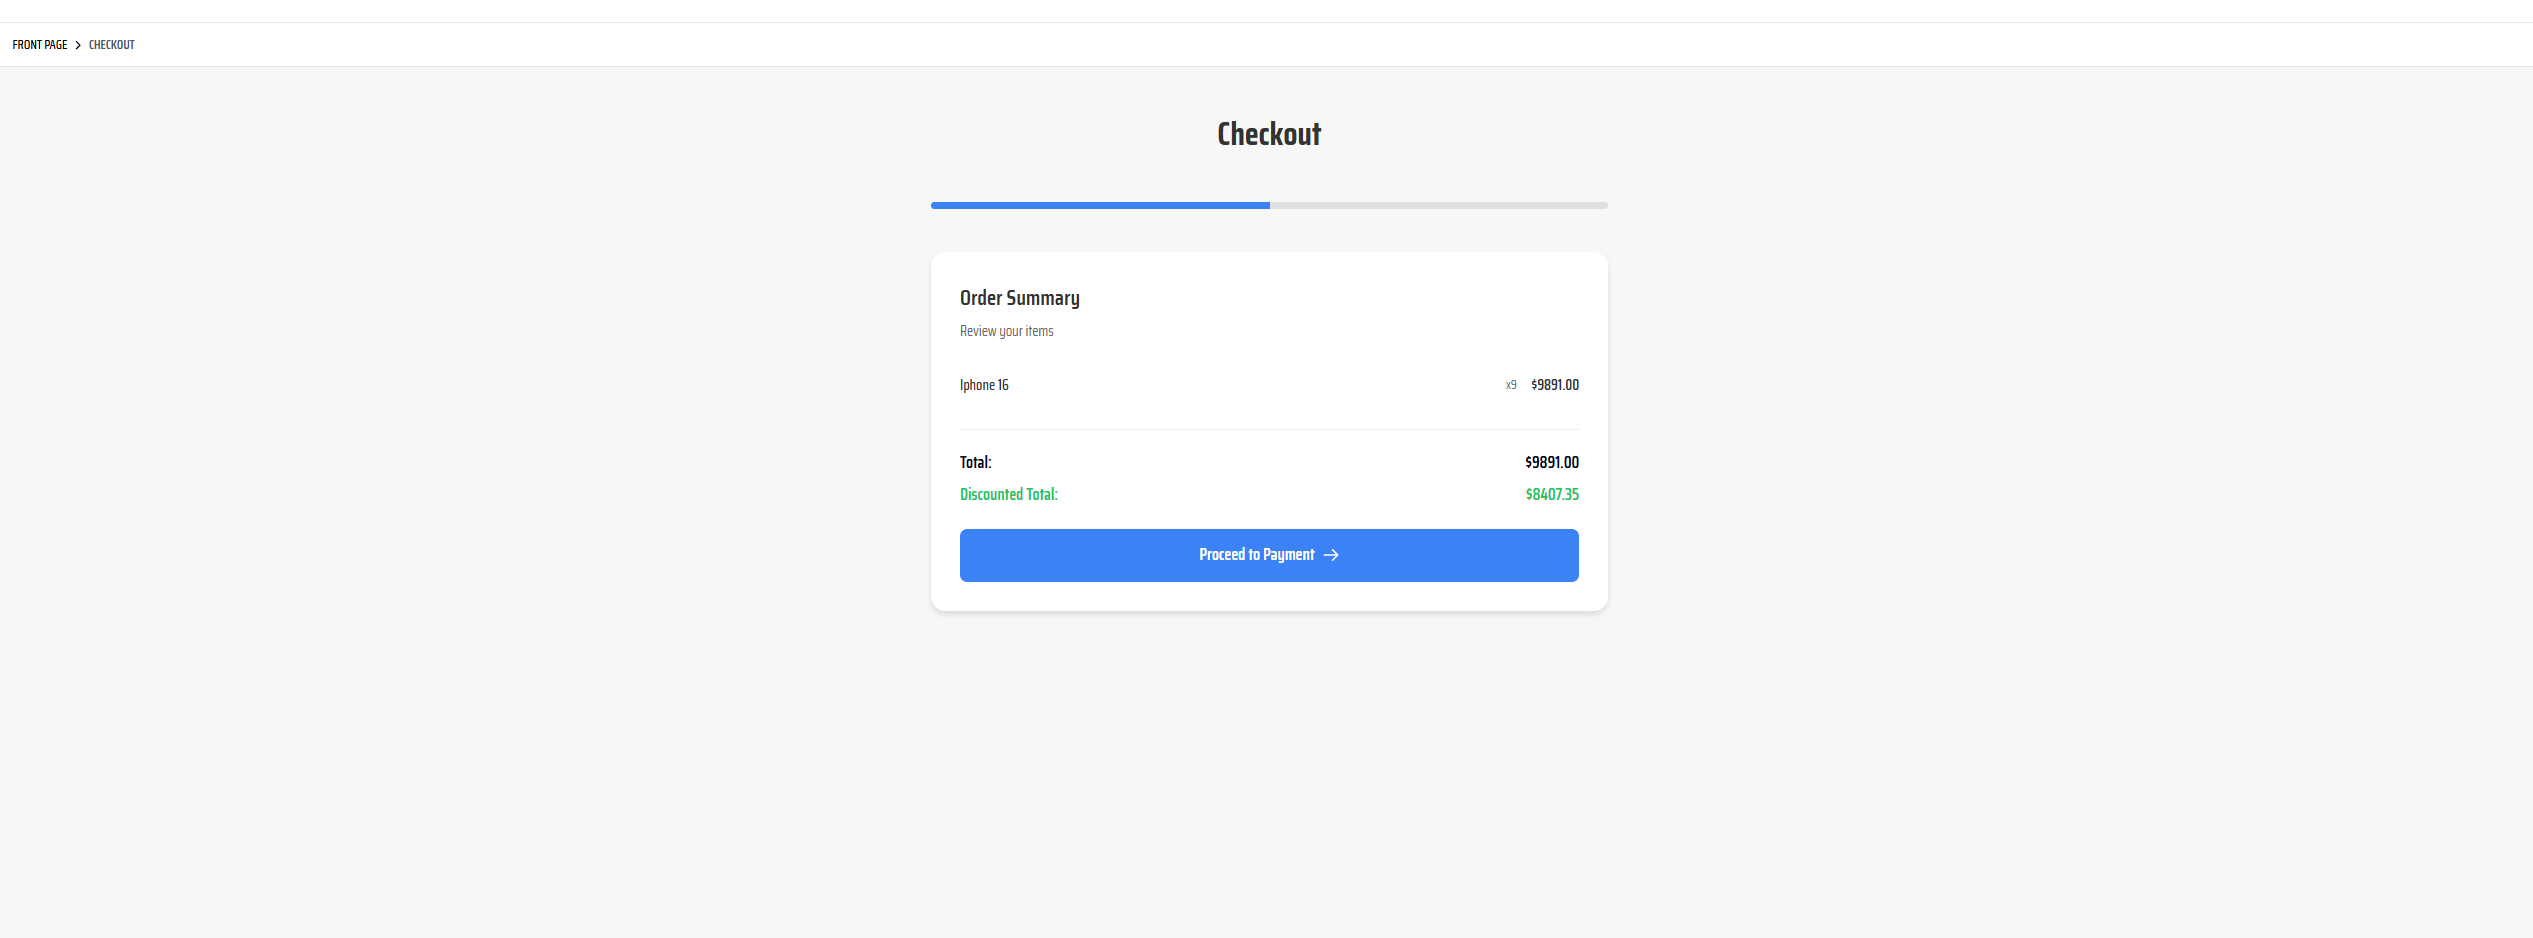 FRONT PAGE > CHECKOUT
Checkout
Order Summary
Review your items
Iphone 16 x9 $9891.00
Total: $9891.00
Discounted Total: $8407.35
Proceed to Payment →